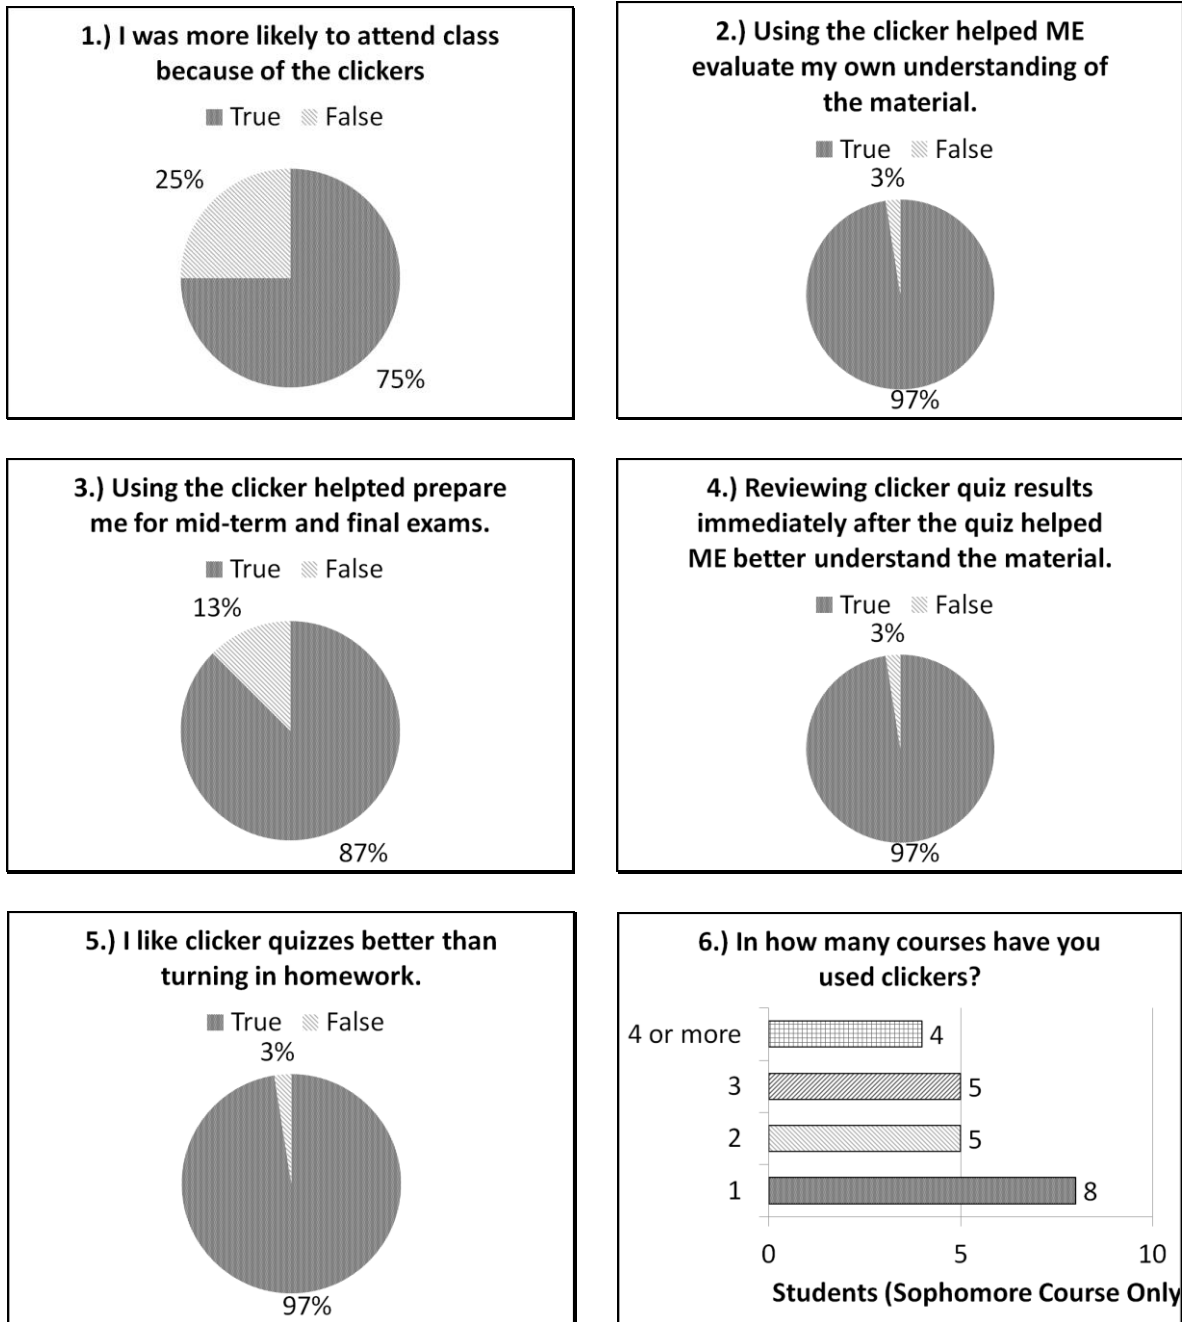 1.) I was more likely to attend class
because of the clickers
True False
25%
75%
2.) Using the clicker helped ME
evaluate my own understanding of
the material.
True False
3%
97%
3.) Using the clicker helpted prepare
me for mid-term and final exams.
True False
13%
87%
4.) Reviewing clicker quiz results
immediately after the quiz helped
ME better understand the material.
True False
3%
97%
5.) I like clicker quizzes better than
turning in homework.
True False
3%
97%
6.) In how many courses have you
used clickers?
4 or more 4
3 5
2 5
1 8
0 5 10
Students (Sophomore Course Only